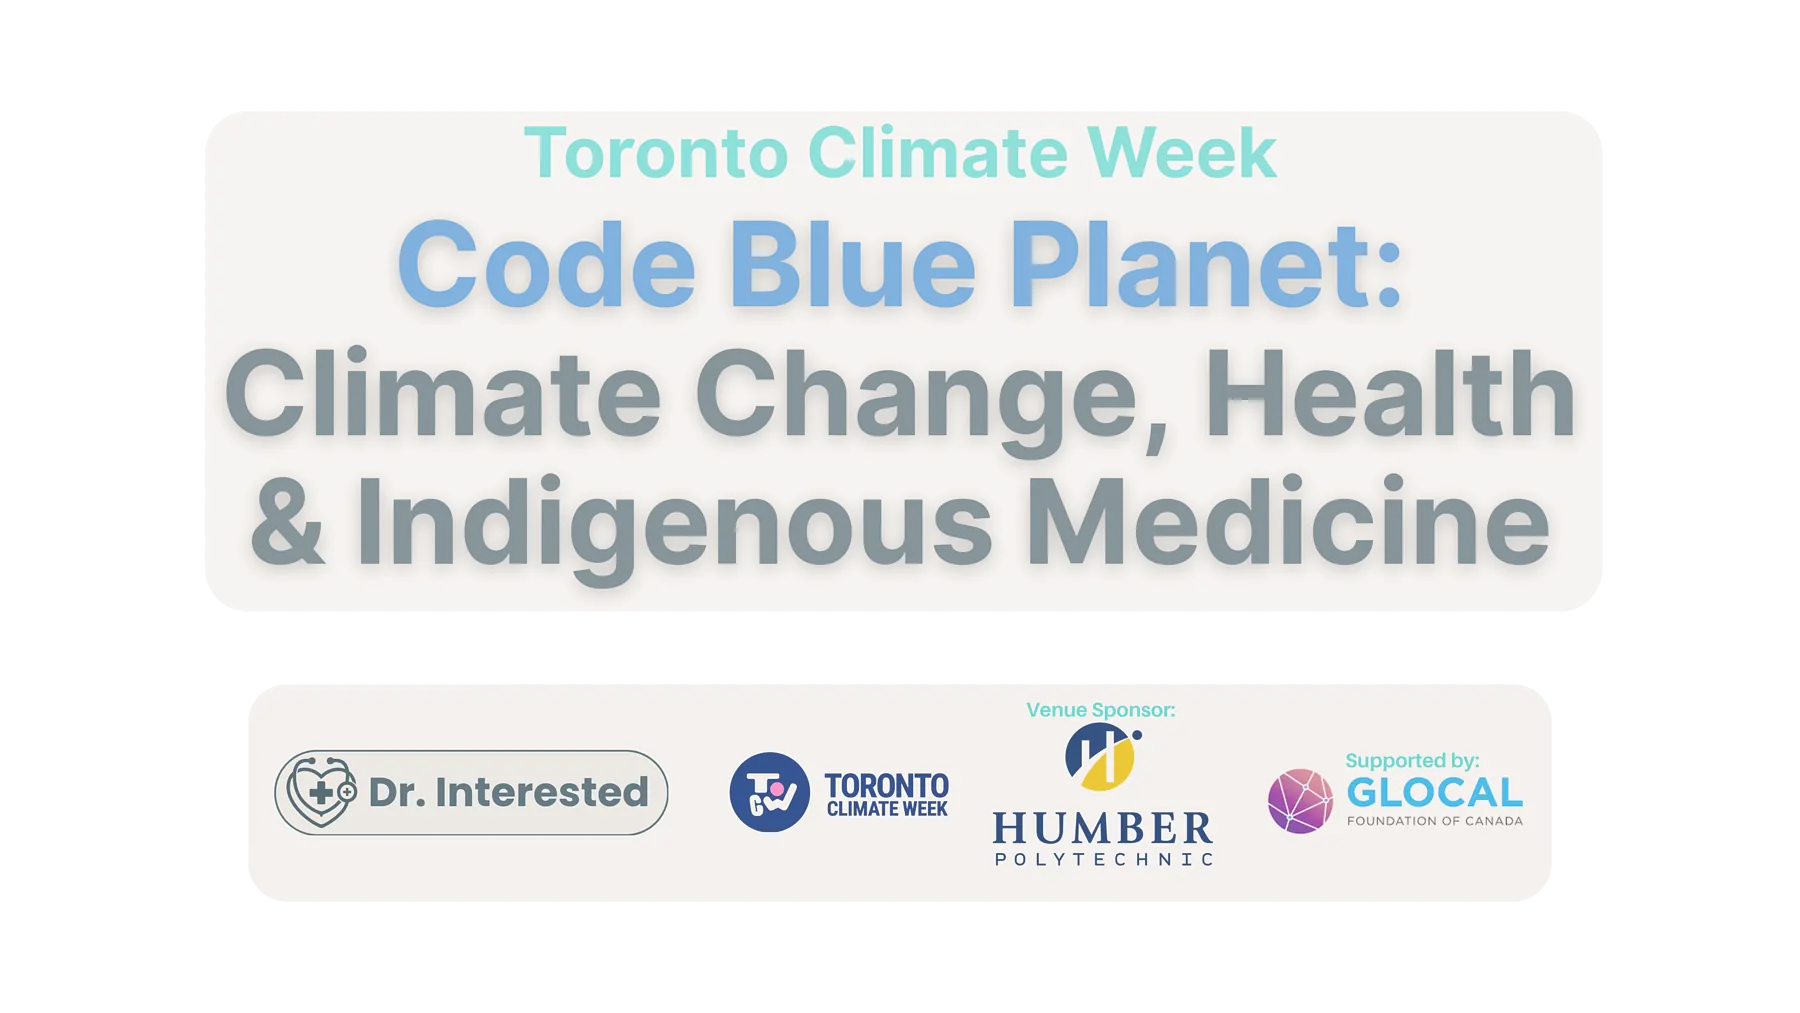 Toronto Climate Week
Code Blue Planet:
Climate Change, Health
& Indigenous Medicine
Dr. Interested
TCW
TORONTO
CLIMATE WEEK
Venue Sponsor:
H
HUMBER
POLYTECHNIC
Supported by:
GLOCAL
FOUNDATION OF CANADA